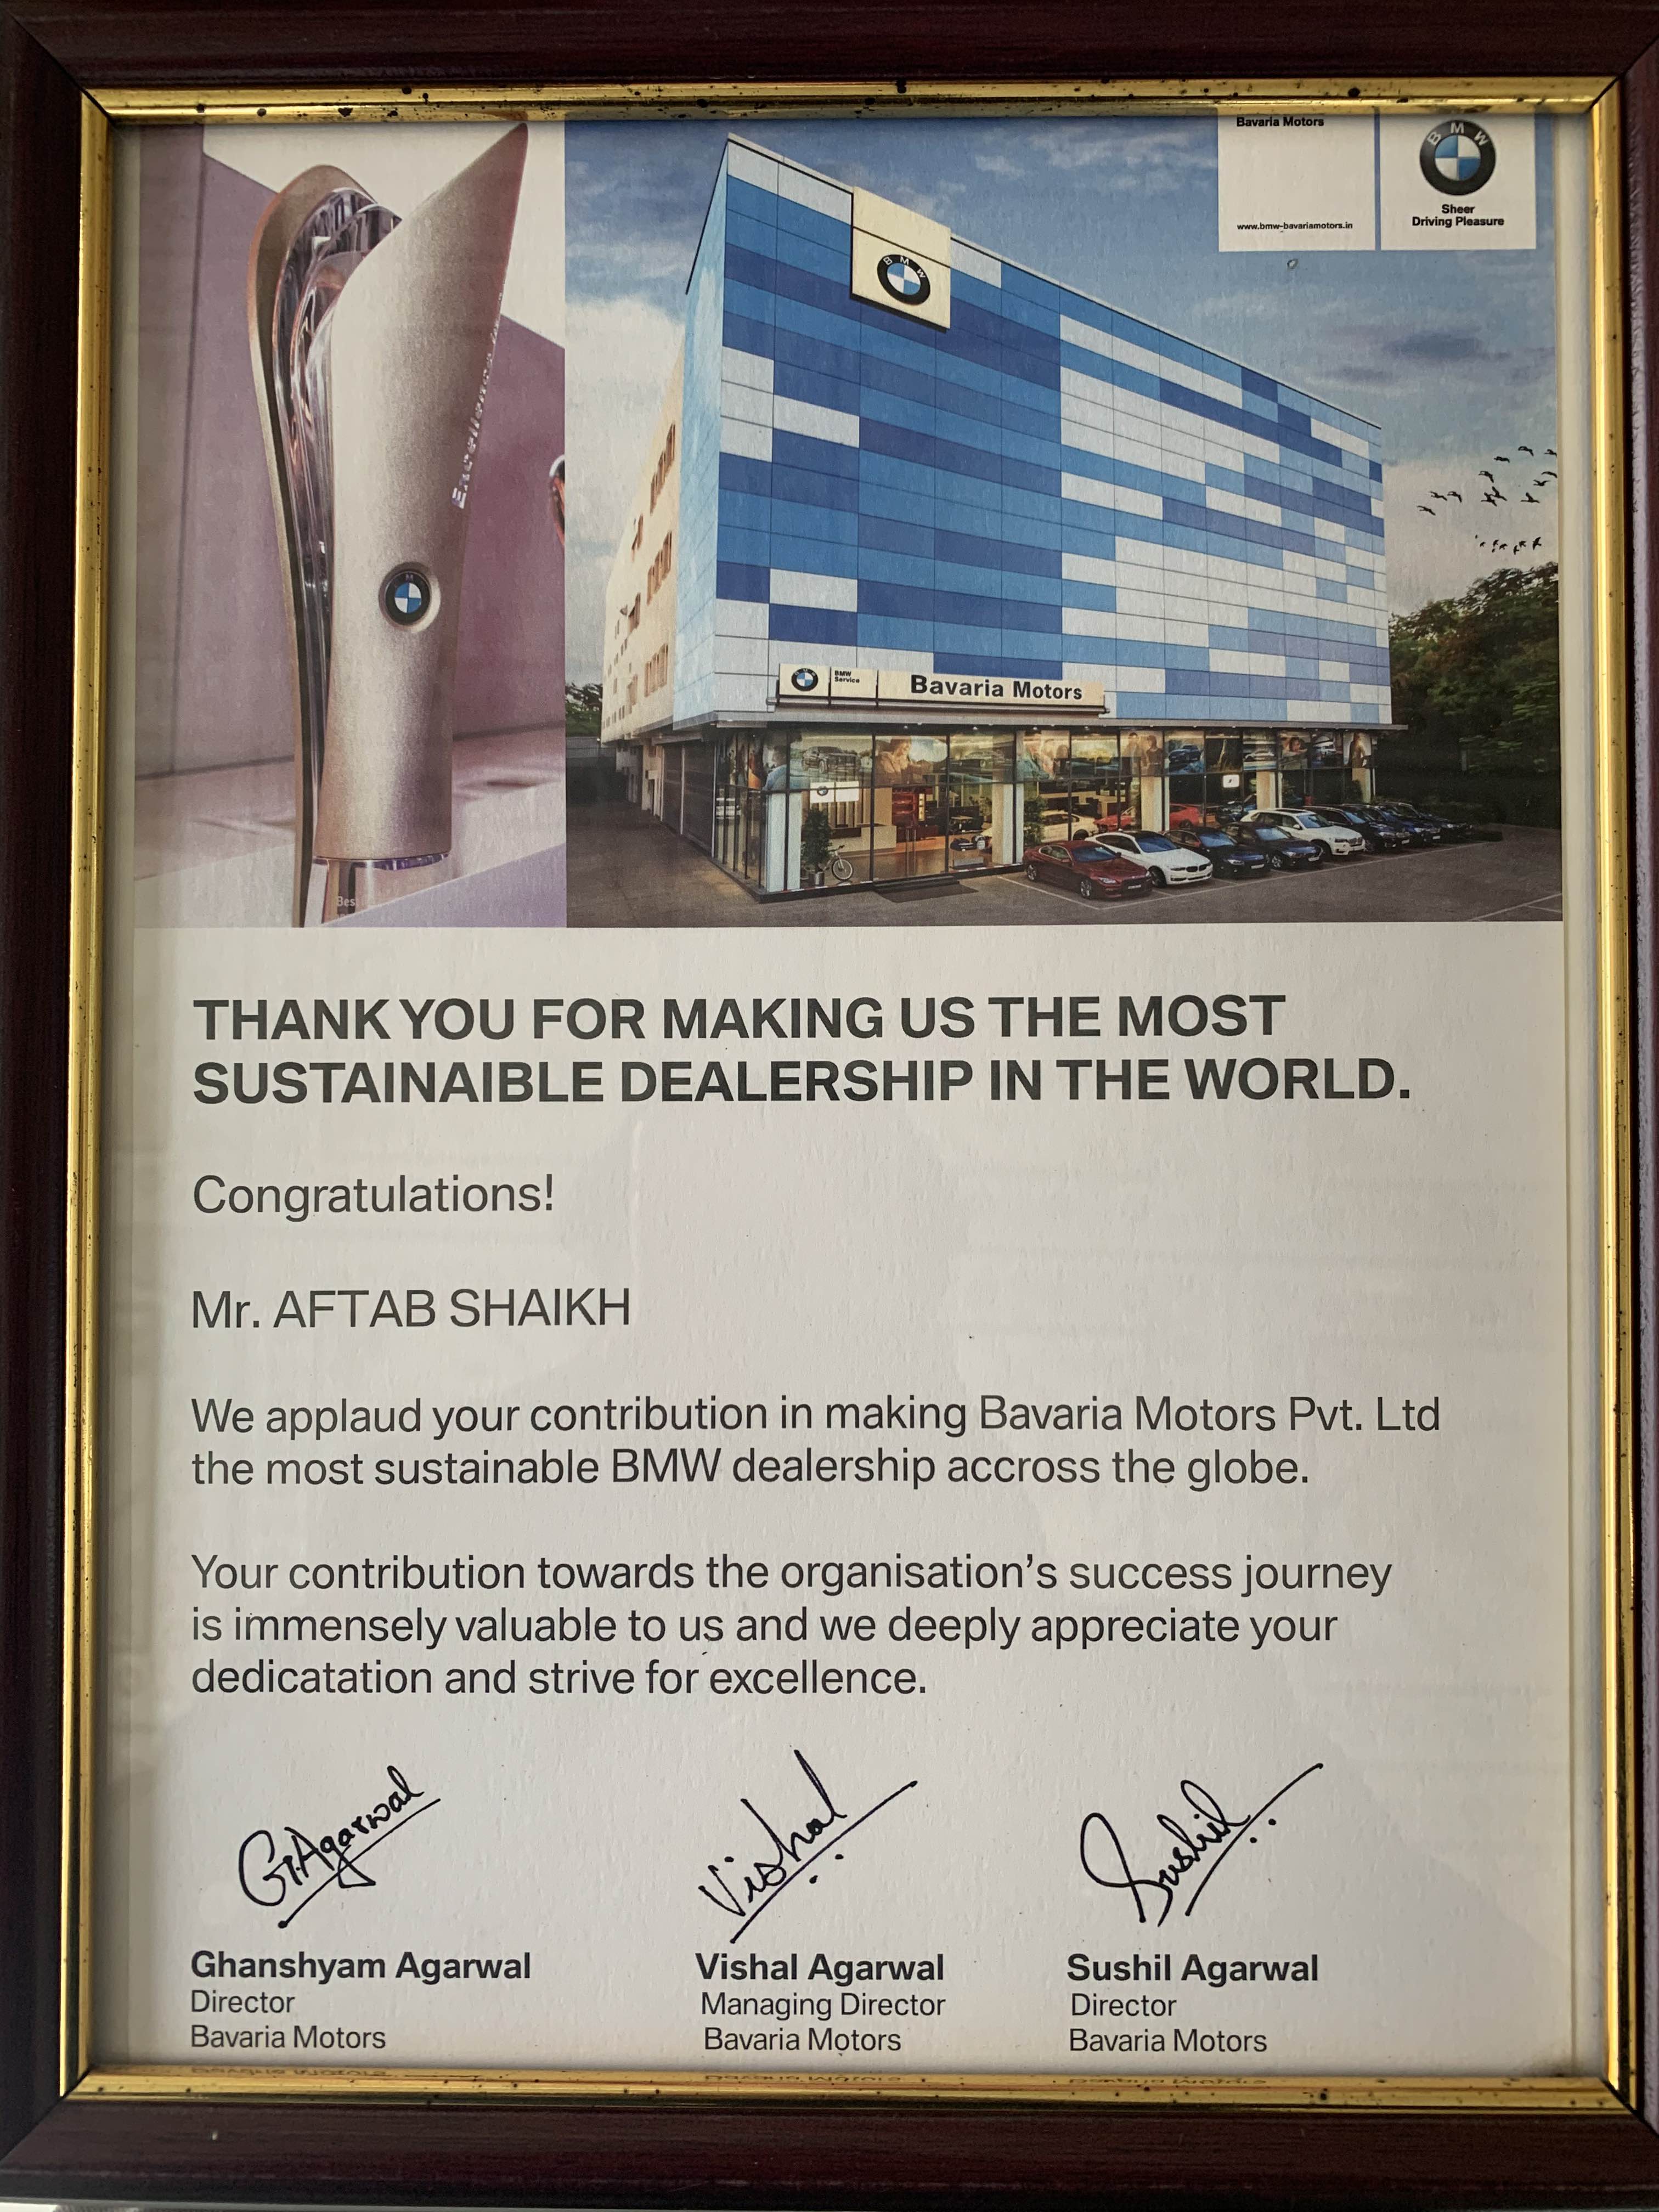 Bavaria Motors
www.bmw-bavariamotors.in
BMW
Sheer
Driving Pleasure
BMW
Excellence
BMW
BMW
Service
Bavaria Motors
Bes
THANK YOU FOR MAKING US THE MOST
SUSTAINAIBLE DEALERSHIP IN THE WORLD.
Congratulations!
Mr. AFTAB SHAIKH
We applaud your contribution in making Bavaria Motors Pvt. Ltd
the most sustainable BMW dealership accross the globe.
Your contribution towards the organisation's success journey
is immensely valuable to us and we deeply appreciate your
dedicatation and strive for excellence.
G.Agarwal
Vishal
Sushil
Ghanshyam Agarwal
Director
Bavaria Motors
Vishal Agarwal
Managing Director
Bavaria Motors
Sushil Agarwal
Director
Bavaria Motors